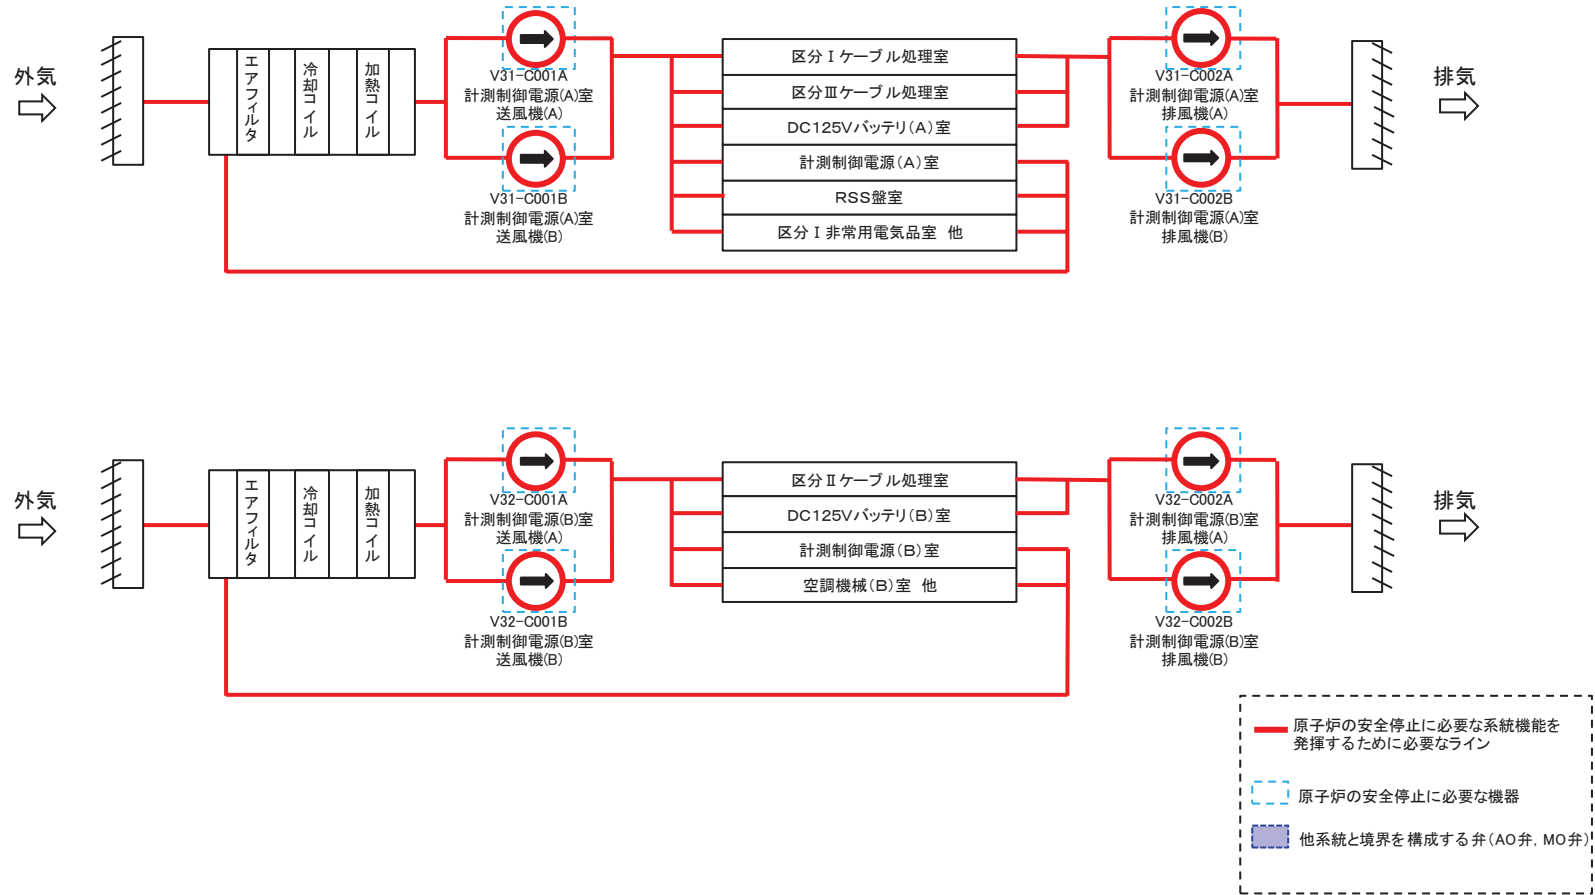 外気
エアフィルタ
冷却コイル
加熱コイル
V31-C001A
計測制御電源(A)室
送風機(A)
V31-C001B
計測制御電源(A)室
送風機(B)
区分Ⅰケーブル処理室
区分Ⅲケーブル処理室
DC125Vバッテリ(A)室
計測制御電源(A)室
RSS盤室
区分Ⅰ非常用電気品室 他
V31-C002A
計測制御電源(A)室
排風機(A)
V31-C002B
計測制御電源(A)室
排風機(B)
排気
外気
エアフィルタ
冷却コイル
加熱コイル
V32-C001A
計測制御電源(B)室
送風機(A)
V32-C001B
計測制御電源(B)室
送風機(B)
区分Ⅱケーブル処理室
DC125Vバッテリ(B)室
計測制御電源(B)室
空調機械(B)室 他
V32-C002A
計測制御電源(B)室
排風機(A)
V32-C002B
計測制御電源(B)室
排風機(B)
排気
原子炉の安全停止に必要な系統機能を
発揮するために必要なライン
原子炉の安全停止に必要な機器
他系統と境界を構成する弁(AO弁, MO弁)